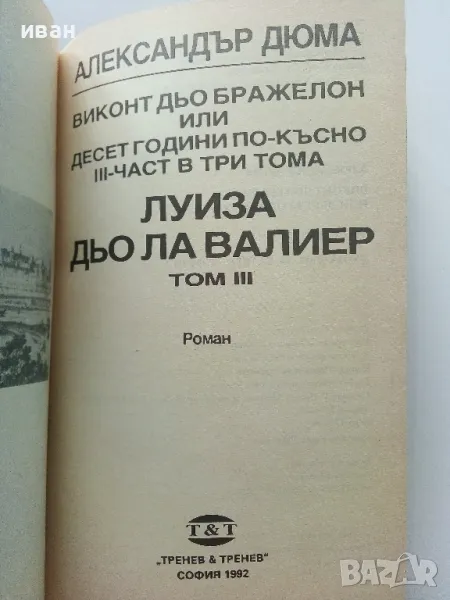 иван
АЛЕКСАНДЪР ДЮМА
ВИКОНТ ДЬО БРАЖЕЛОН
ИЛИ
ДЕСЕТ ГОДИНИ ПО-КЪСНО
III-ЧАСТ В ТРИ ТОМА
ЛУИЗА
ДЬО ЛА ВАЛИЕР
ТОМ III
Роман
T&T
„ТРЕНЕВ & ТРЕНЕВ"
СОФИЯ 1992
BAZAR